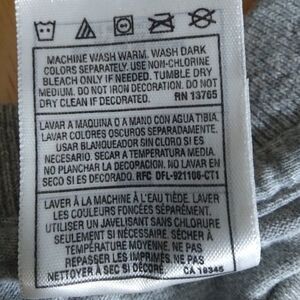 MACHINE WASH WARM. WASH DARK
COLORS SEPARATELY. USE NON-CHLORINE
BLEACH ONLY IF NEEDED. TUMBLE DRY
MEDIUM. DO NOT IRON DECORATION. DO NOT
DRY CLEAN IF DECORATED. RN 13765
LAVAR A MAQUINA O A MANO CON AGUA TIBIA.
LAVAR COLORES OSCUROS SEPARADAMENTE.
USAR BLANQUEADOR SIN CLORO SI ES
NECESARIO. SECAR A TEMPERATURA MEDIA.
NO PLANCHAR LA DECORACION. NO LAVAR EN
SECO SI ES DECORADO. RFC DFL-921106-CT1
LAVER À LA MACHINE À L'EAU TIÈDE. LAVER
LES COULEURS FONCÉES SÉPARÉMENT.
UTILISER UN JAVELISANT SANS CHLORURE
SEULEMENT SI NÉCESSAIRE. SÉCHER À
TEMPÉRATURE MOYENNE. NE PAS
REPASSER LES IMPRIMÉS. NE PAS
NETTOYER À SEC SI DÉCORÉ. CA 19345